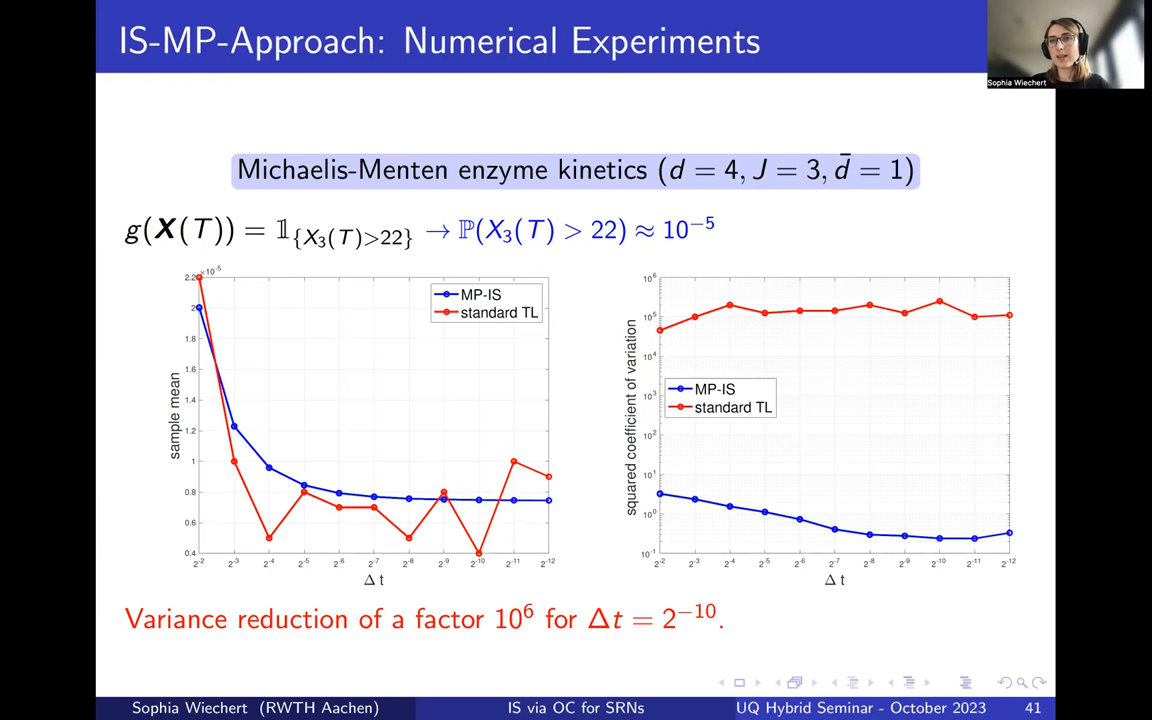 IS-MP-Approach: Numerical Experiments
Sophia Wiechert
Michaelis-Menten enzyme kinetics (d = 4, J = 3, d̄ = 1)
g(X(T)) = 𝟙_{X₃(T)>22} → ℙ(X₃(T) > 22) ≈ 10⁻⁵
×10⁻⁵
2.2
2
1.8
1.6
1.4
1.2
1
0.8
0.6
0.4
sample mean
MP-IS
standard TL
2⁻² 2⁻³ 2⁻⁴ 2⁻⁵ 2⁻⁶ 2⁻⁷ 2⁻⁸ 2⁻⁹ 2⁻¹⁰ 2⁻¹¹ 2⁻¹²
Δ t
10⁶
10⁵
10⁴
10³
10²
10¹
10⁰
10⁻¹
squared coefficient of variation
MP-IS
standard TL
2⁻² 2⁻³ 2⁻⁴ 2⁻⁵ 2⁻⁶ 2⁻⁷ 2⁻⁸ 2⁻⁹ 2⁻¹⁰ 2⁻¹¹ 2⁻¹²
Δ t
Variance reduction of a factor 10⁶ for Δt = 2⁻¹⁰.
Sophia Wiechert (RWTH Aachen) IS via OC for SRNs UQ Hybrid Seminar - October 2023 41